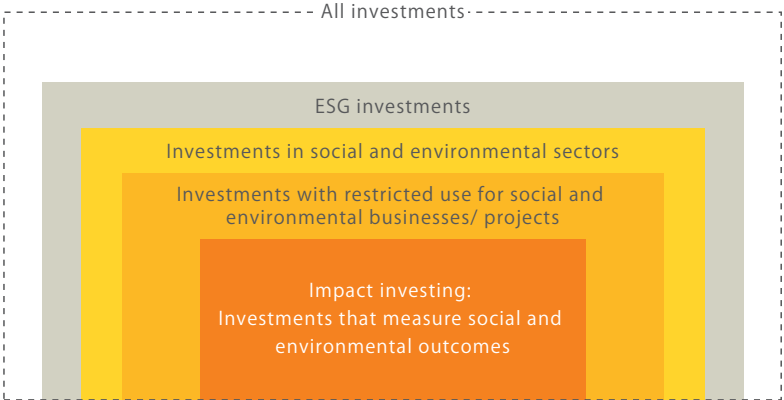 All investments
ESG investments
Investments in social and environmental sectors
Investments with restricted use for social and
environmental businesses/ projects
Impact investing:
Investments that measure social and
environmental outcomes